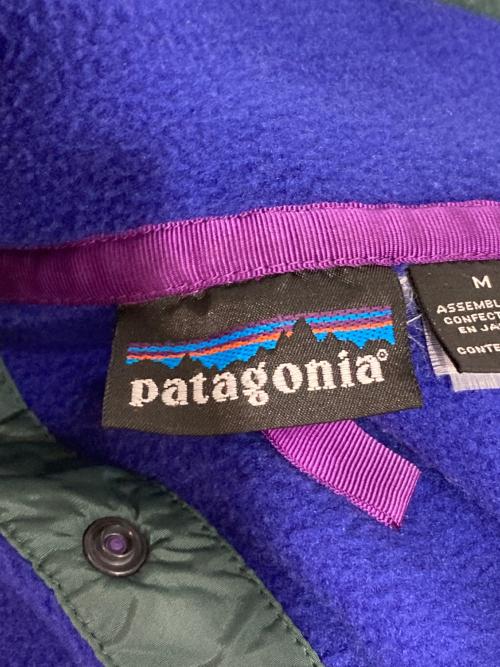 patagonia®
M
ASSEMBL
CONFECT
EN JA
CONTE